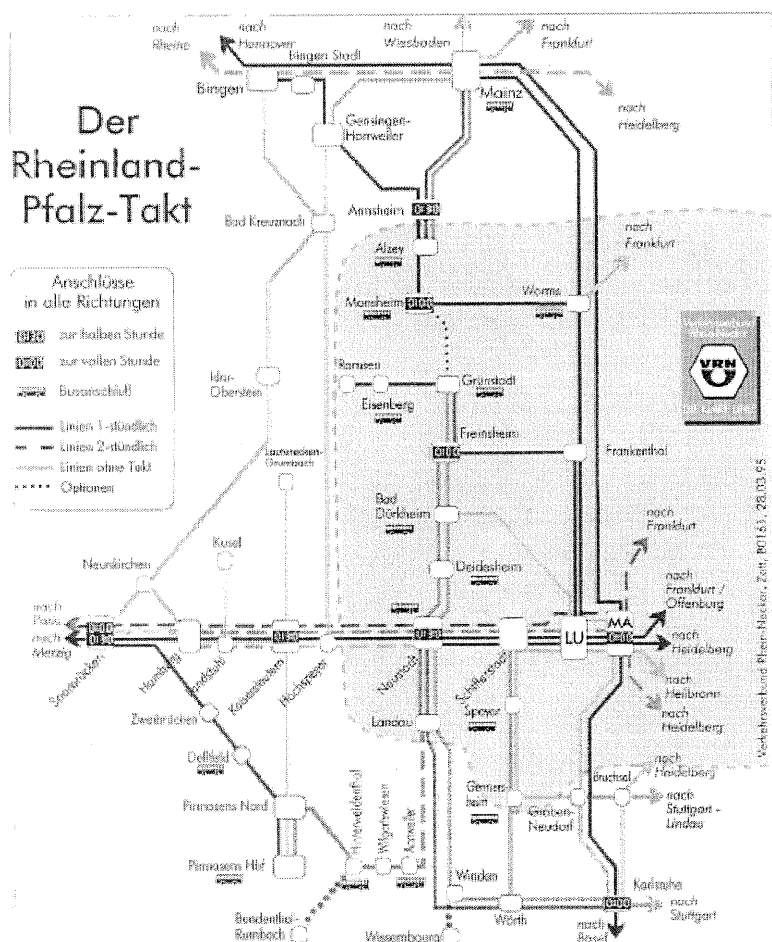 Der
Rheinland-
Pfalz-Takt
Anschlüsse
in alle Richtungen
zur halben Stunde
zur vollen Stunde
Busanschluß
Linien 1-stündlich
Linien 2-stündlich
Linien ohne Takt
Optionen
nach
Rheine
nach
Hannover
nach
Wiesbaden
nach
Frankfurt
Bingen Stadt
Bingen
Mainz
nach
Heidelberg
Gensingen-
Horrweiler
Bad Kreuznach
Armsheim
Alzey
nach
Frankfurt
Monsheim
Worms
VRN
Idar-
Oberstein
Ramsen
Eisenberg
Grünstadt
Freinsheim
Frankenthal
Lauterecken-
Grumbach
Bad
Dürkheim
Kusel
Deidesheim
Neunkirchen
nach
Frankfurt
nach
Paris
nach
Merzig
nach
Frankfurt /
Offenburg
MA
LU
nach
Heidelberg
nach
Heilbronn
nach
Heidelberg
Saarbrücken
Homburg
Landstuhl
Kaiserslautern
Hochspeyer
Neustadt
Schifferstadt
Zweibrücken
Landau
Speyer
Dellfeld
Pirmasens Nord
Pirmasens Hbf
Hinterweidenthal
Wilgartswiesen
Annweiler
Germers-
heim
Graben-
Neudorf
Bruchsal
nach
Heidelberg
nach
Stuttgart -
Lindau
Winden
Wörth
Karlsruhe
nach
Stuttgart
nach
Basel
Bundenthal-
Rumbach
Wissembourg
Verkehrsverbund Rhein-Neckar, Zott, B0163, 28.03.95